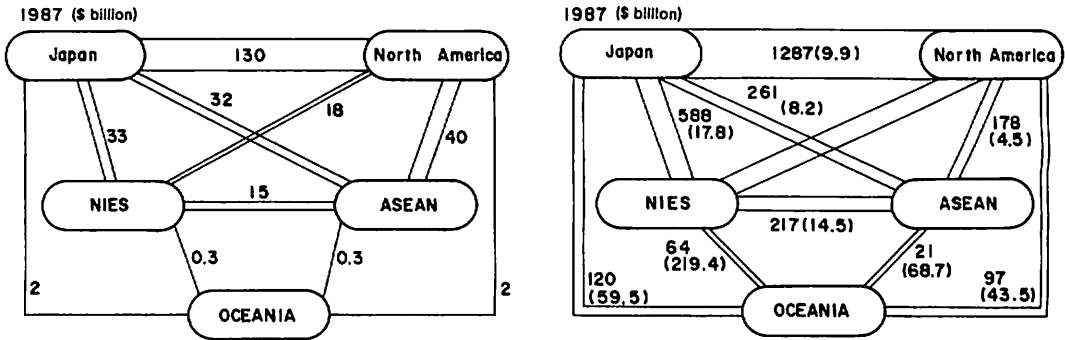 1987 ($ billion)
Japan
130
North America
32
18
33
40
NIES
15
ASEAN
0.3
0.3
2
2
OCEANIA
1987 ($ billion)
Japan
1287(9.9)
North America
261
(8.2)
588
(17.8)
178
(4.5)
NIES
ASEAN
217(14.5)
64
(219.4)
21
(68.7)
120
(59.5)
97
(43.5)
OCEANIA